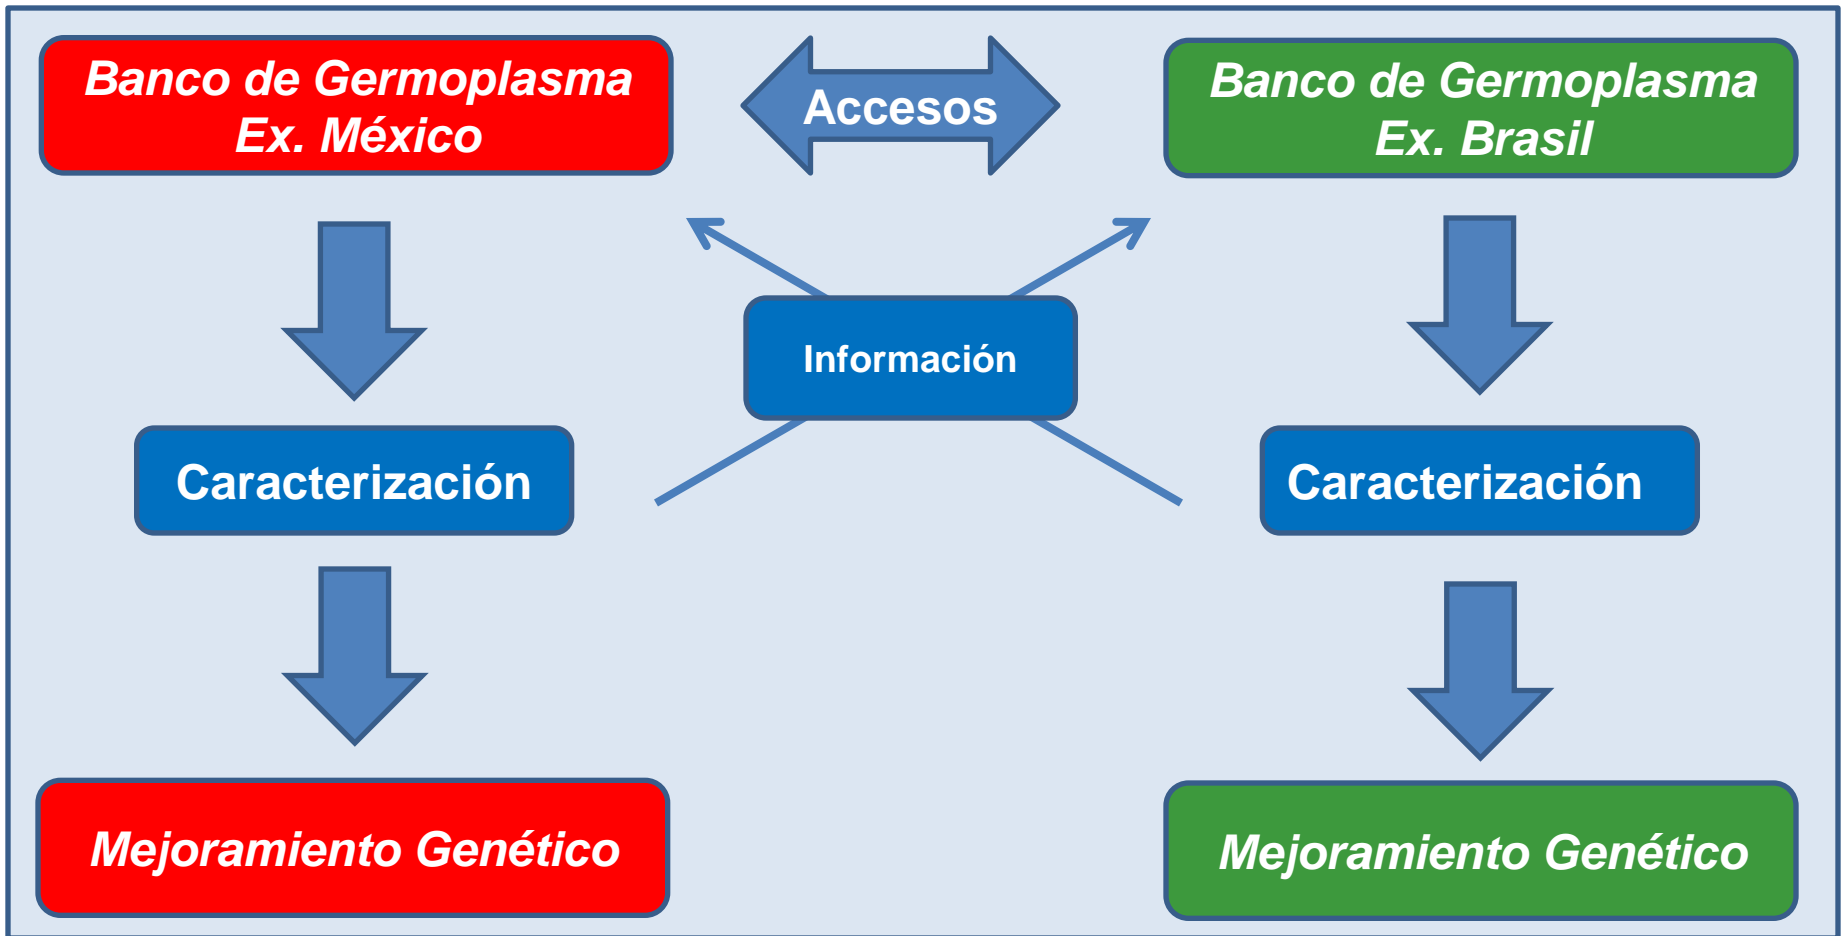 Banco de Germoplasma
Ex. México
Accesos
Banco de Germoplasma
Ex. Brasil
Información
Caracterización
Caracterización
Mejoramiento Genético
Mejoramiento Genético